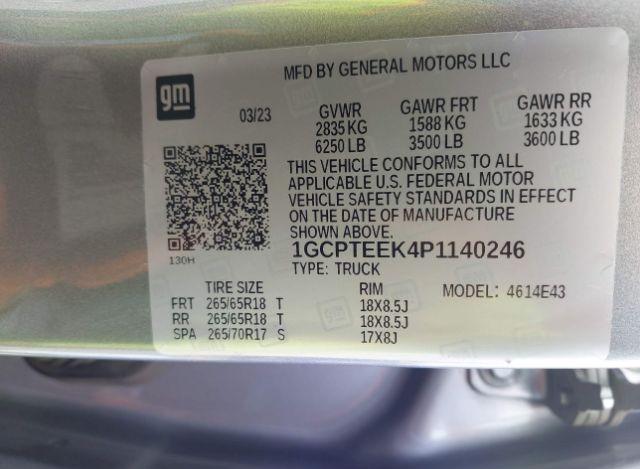 gm
MFD BY GENERAL MOTORS LLC
03/23
GVWR GAWR FRT GAWR RR
2835 KG 1588 KG 1633 KG
6250 LB 3500 LB 3600 LB
THIS VEHICLE CONFORMS TO ALL
APPLICABLE U.S. FEDERAL MOTOR
VEHICLE SAFETY STANDARDS IN EFFECT
ON THE DATE OF MANUFACTURE
SHOWN ABOVE.
130H
1GCPTEEK4P1140246
TYPE: TRUCK
TIRE SIZE RIM MODEL: 4614E43
FRT 265/65R18 T 18X8.5J
RR 265/65R18 T 18X8.5J
SPA 265/70R17 S 17X8J